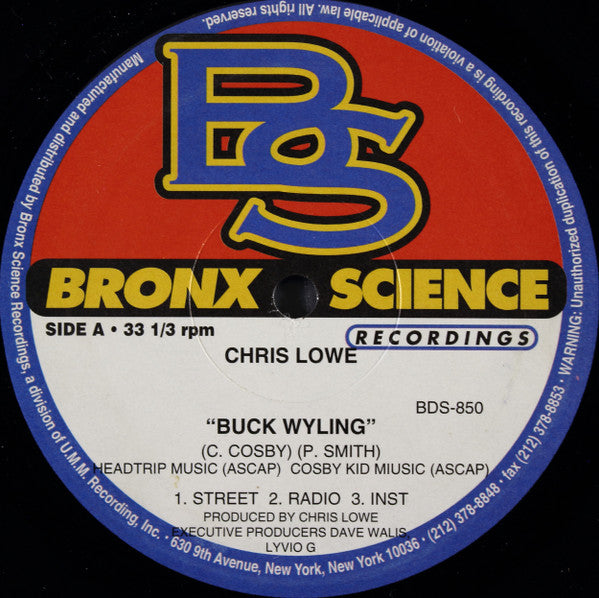 BS
BRONX SCIENCE
RECORDINGS
SIDE A • 33 1/3 rpm
CHRIS LOWE
BDS-850
“BUCK WYLING”
(C. COSBY) (P. SMITH)
HEADTRIP MUSIC (ASCAP) COSBY KID MIUSIC (ASCAP)
1. STREET 2. RADIO 3. INST
PRODUCED BY CHRIS LOWE
EXECUTIVE PRODUCERS DAVE WALIS
LYVIO G
Manufactured and distributed by Bronx Science Recordings, a division of U.M.M. Recording, Inc. • 630 9th Avenue, New York, New York 10036 • (212) 378-8848 • fax (212) 378-8853 • WARNING: Unauthorized duplication of this recording is a violation of applicable law. All rights reserved.